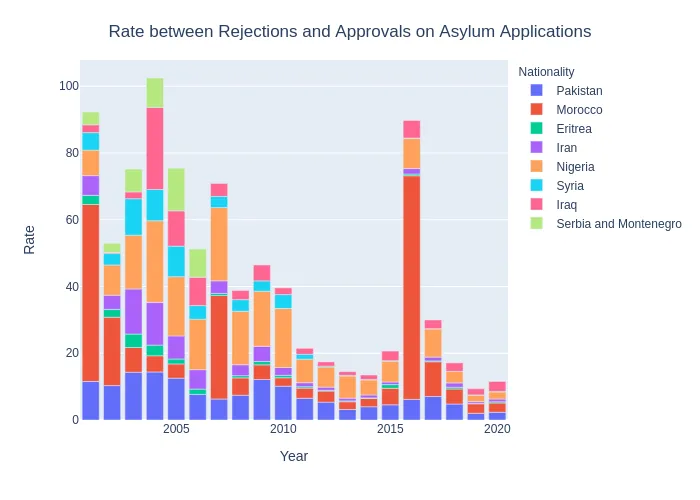 Rate between Rejections and Approvals on Asylum Applications
Nationality
Pakistan
Morocco
Eritrea
Iran
Nigeria
Syria
Iraq
Serbia and Montenegro
100
80
60
40
20
0
Rate
2005
2010
2015
2020
Year